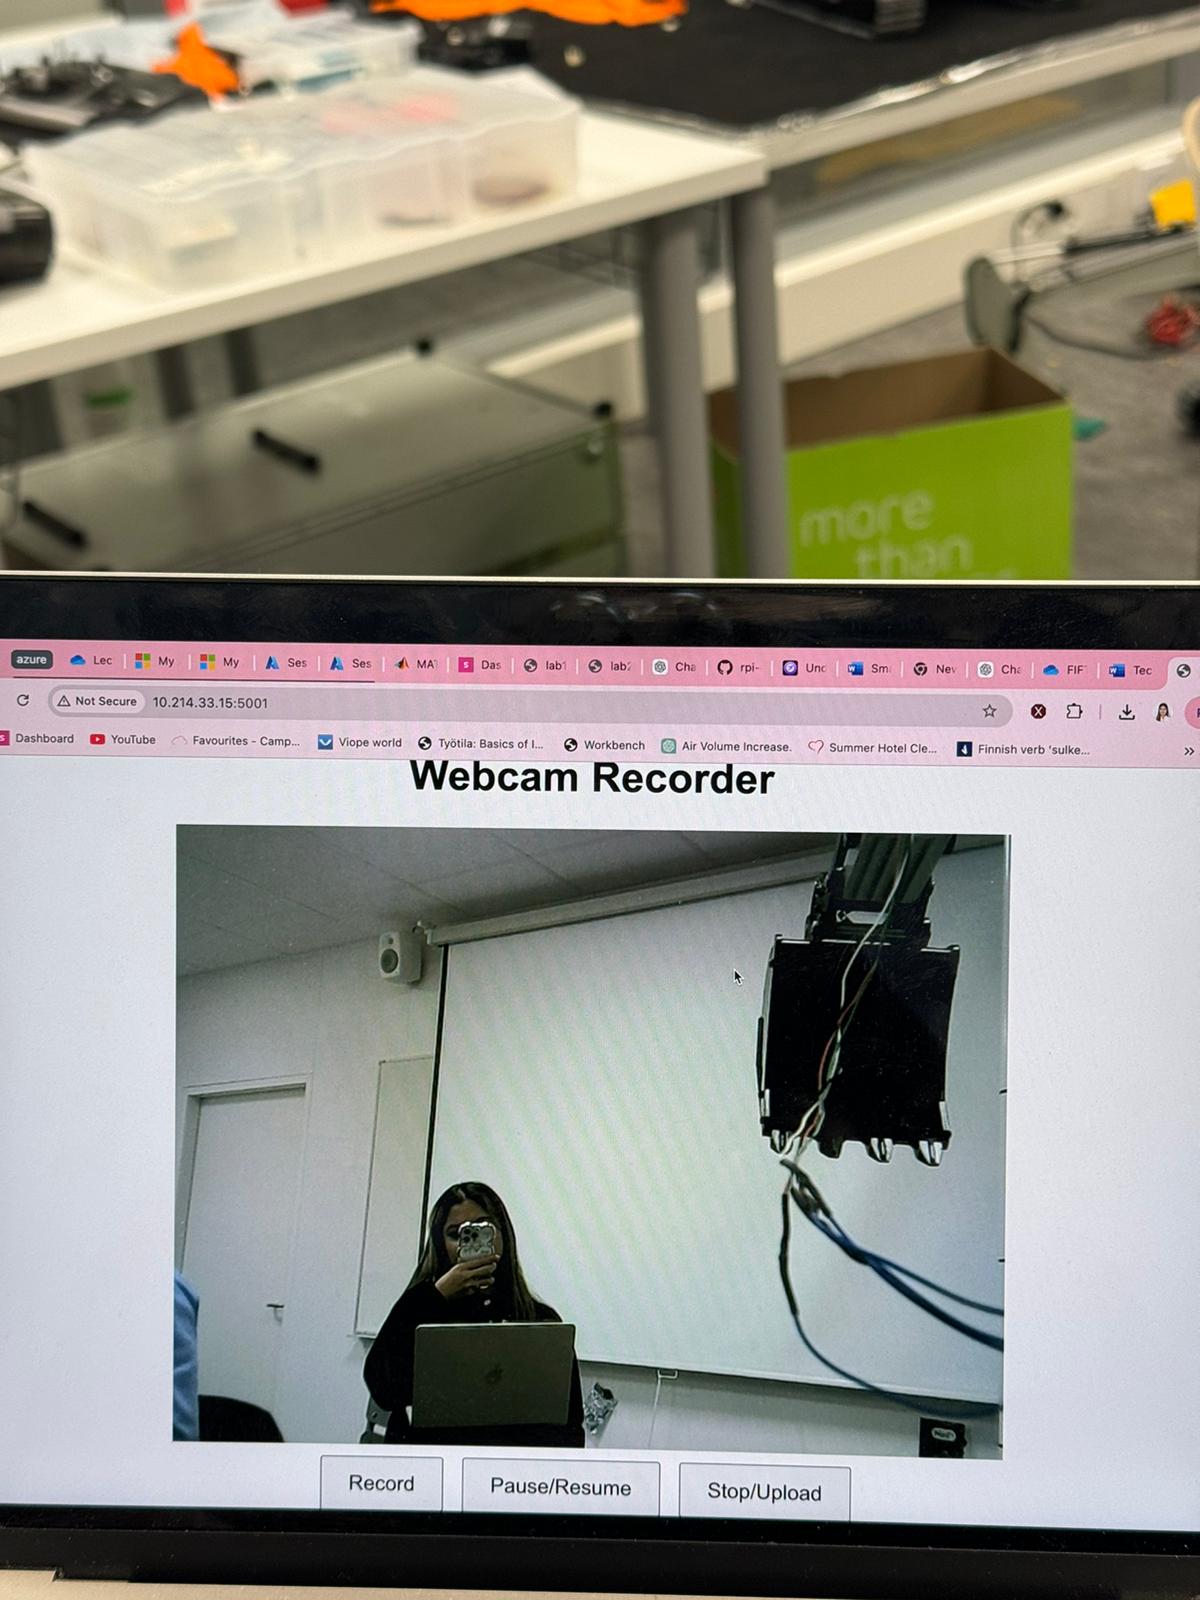 more
than
azure
Lec
My
My
Ses
Ses
MAT
Das
lab1
lab2
Cha
rpi-
Unc
Sm
Nev
Cha
FIF
Tec
Not Secure
10.214.33.15:5001
Dashboard
YouTube
Favourites - Camp...
Viope world
Työtila: Basics of I...
Workbench
Air Volume Increase.
Summer Hotel Cle...
Finnish verb 'sulke...
»
Webcam Recorder
Record
Pause/Resume
Stop/Upload